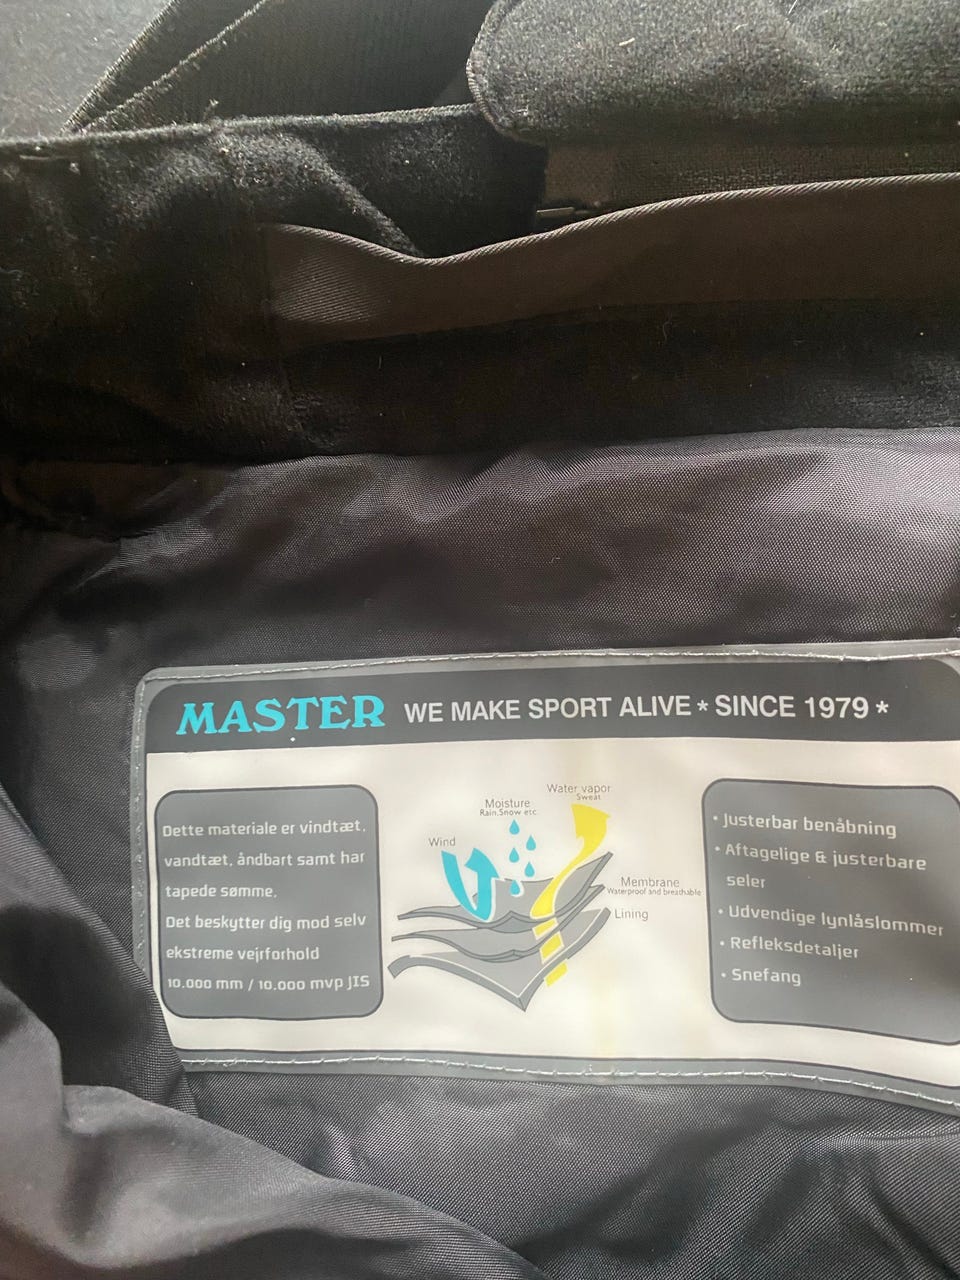 MASTER WE MAKE SPORT ALIVE * SINCE 1979 *
Dette materiale er vindtæt,
vandtæt, åndbart samt har
tapede sømme.
Det beskytter dig mod selv
ekstreme vejrforhold
10.000 mm / 10.000 mvp JIS
Water vapor
Sweat
Moisture
Rain,Snow etc.
Wind
Membrane
Waterproof and breathable
Lining
• Justerbar benåbning
• Aftagelige & justerbare
seler
• Udvendige lynlåslommer
• Refleksdetaljer
• Snefang